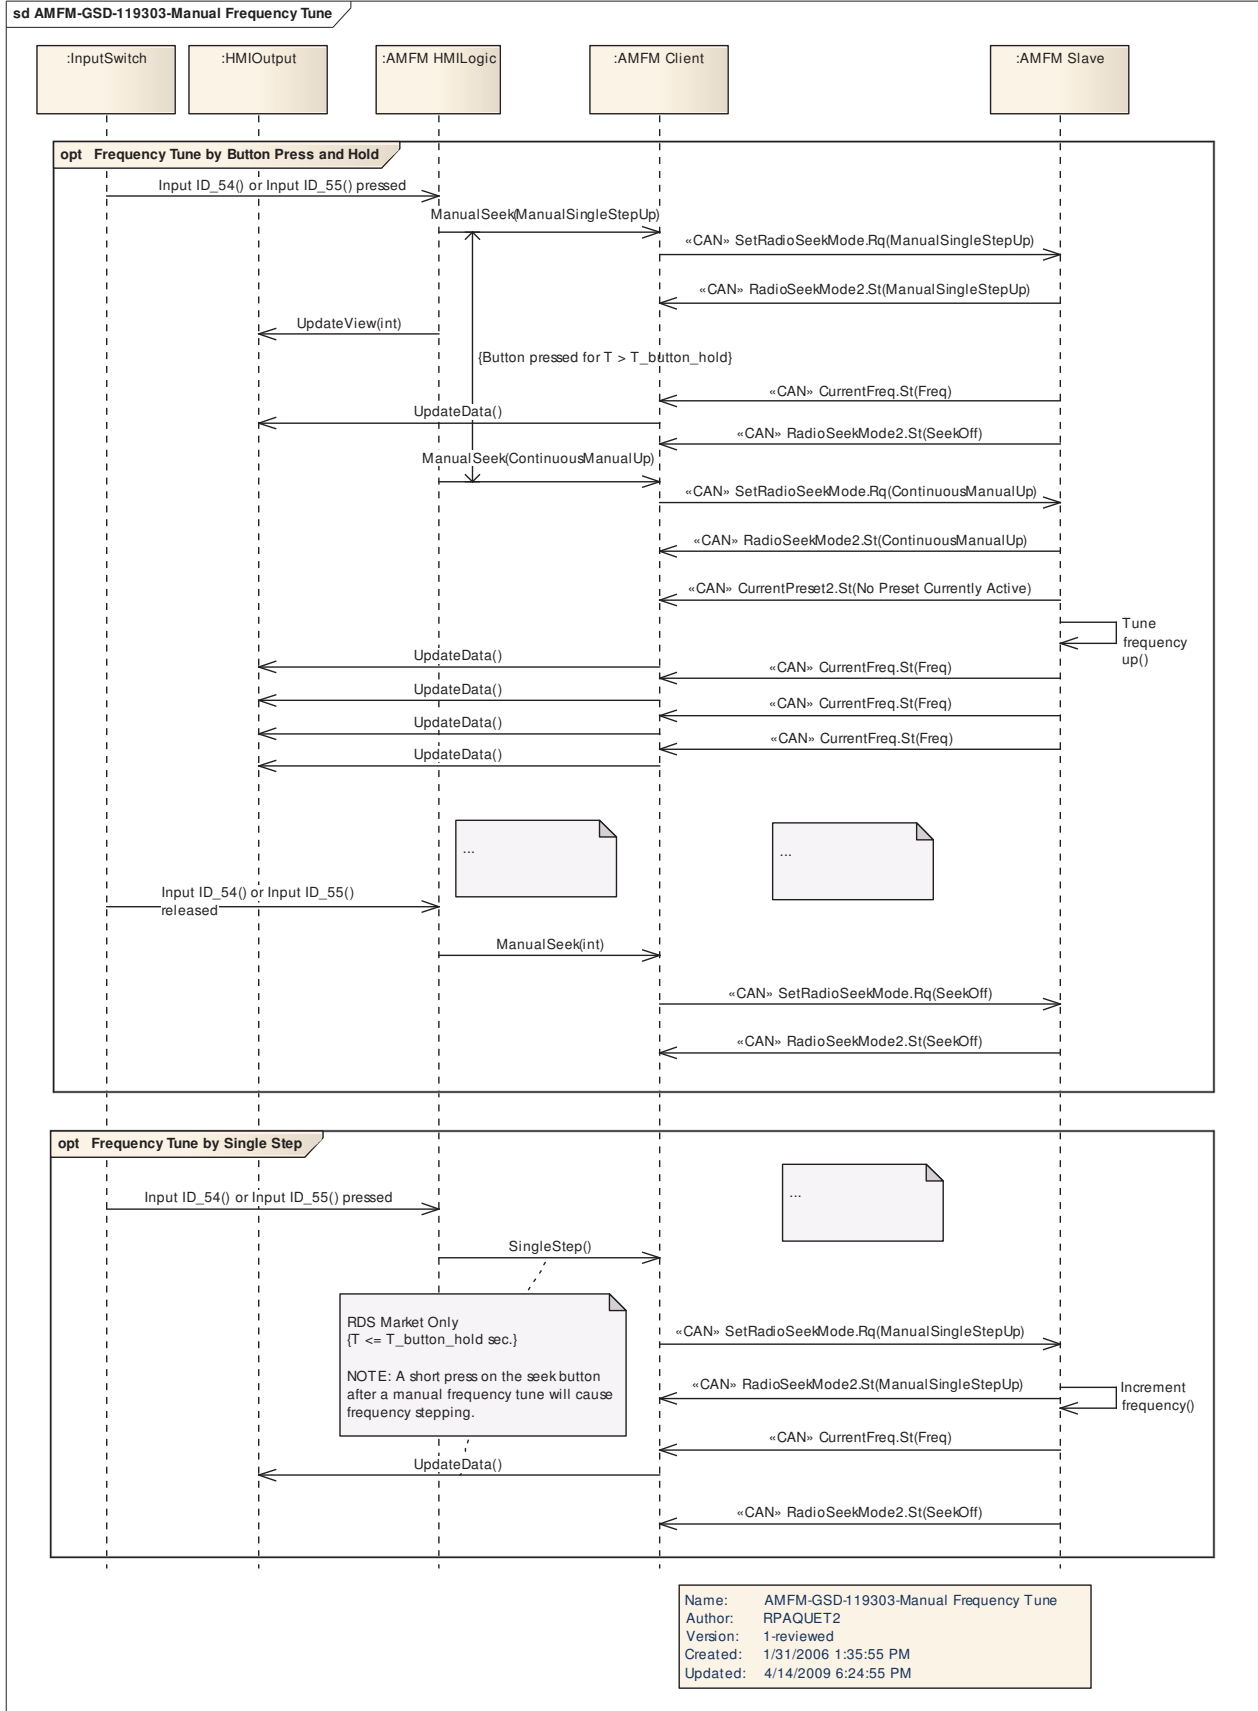 sd AMFM-GSD-119303-Manual Frequency Tune
:InputSwitch
:HMIOutput
:AMFM HMILogic
:AMFM Client
:AMFM Slave
opt Frequency Tune by Button Press and Hold
Input ID_54() or Input ID_55() pressed
ManualSeek(ManualSingleStepUp)
«CAN» SetRadioSeekMode.Rq(ManualSingleStepUp)
«CAN» RadioSeekMode2.St(ManualSingleStepUp)
UpdateView(int)
{Button pressed for T > T_button_hold}
«CAN» CurrentFreq.St(Freq)
UpdateData()
«CAN» RadioSeekMode2.St(SeekOff)
ManualSeek(ContinuousManualUp)
«CAN» SetRadioSeekMode.Rq(ContinuousManualUp)
«CAN» RadioSeekMode2.St(ContinuousManualUp)
«CAN» CurrentPreset2.St(No Preset Currently Active)
Tune
frequency
up()
UpdateData()
«CAN» CurrentFreq.St(Freq)
UpdateData()
«CAN» CurrentFreq.St(Freq)
UpdateData()
«CAN» CurrentFreq.St(Freq)
UpdateData()
...
...
Input ID_54() or Input ID_55()
released
ManualSeek(int)
«CAN» SetRadioSeekMode.Rq(SeekOff)
«CAN» RadioSeekMode2.St(SeekOff)
opt Frequency Tune by Single Step
Input ID_54() or Input ID_55() pressed
...
SingleStep()
RDS Market Only
{T <= T_button_hold sec.}
NOTE: A short press on the seek button
after a manual frequency tune will cause
frequency stepping.
«CAN» SetRadioSeekMode.Rq(ManualSingleStepUp)
«CAN» RadioSeekMode2.St(ManualSingleStepUp)
Increment
frequency()
«CAN» CurrentFreq.St(Freq)
UpdateData()
«CAN» RadioSeekMode2.St(SeekOff)
Name: AMFM-GSD-119303-Manual Frequency Tune
Author: RPAQUET2
Version: 1-reviewed
Created: 1/31/2006 1:35:55 PM
Updated: 4/14/2009 6:24:55 PM